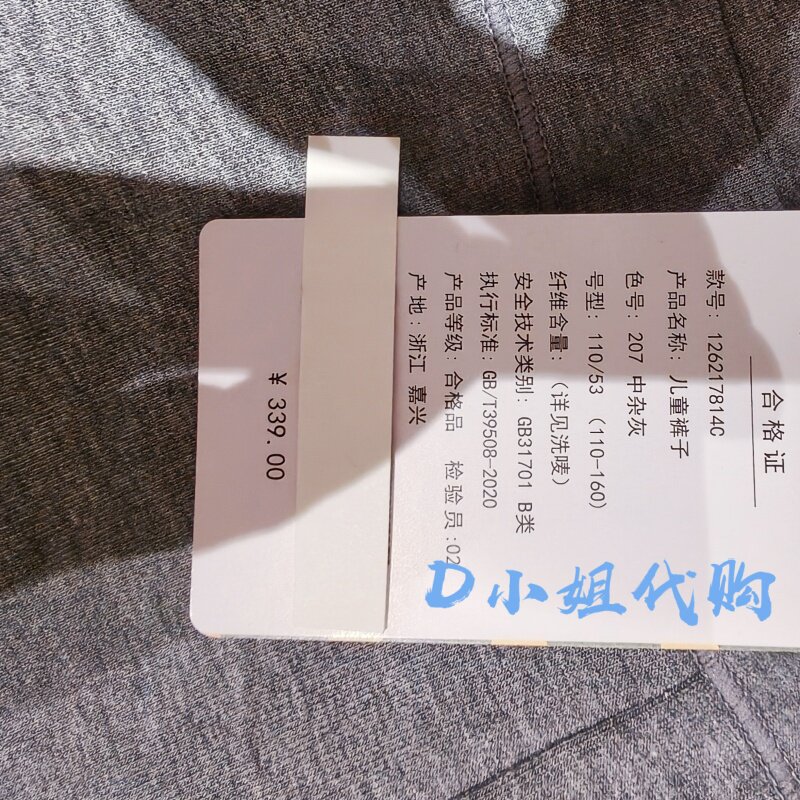 合格证
款号: 126217814C
产品名称: 儿童裤子
色号: 207 中杂灰
号型: 110/53 (110-160)
纤维含量: (详见洗唛)
安全技术类别: GB31701 B类
执行标准: GB/T39508-2020
产品等级: 合格品 检验员:02
产地: 浙江 嘉兴
¥ 339.00
D小姐代购